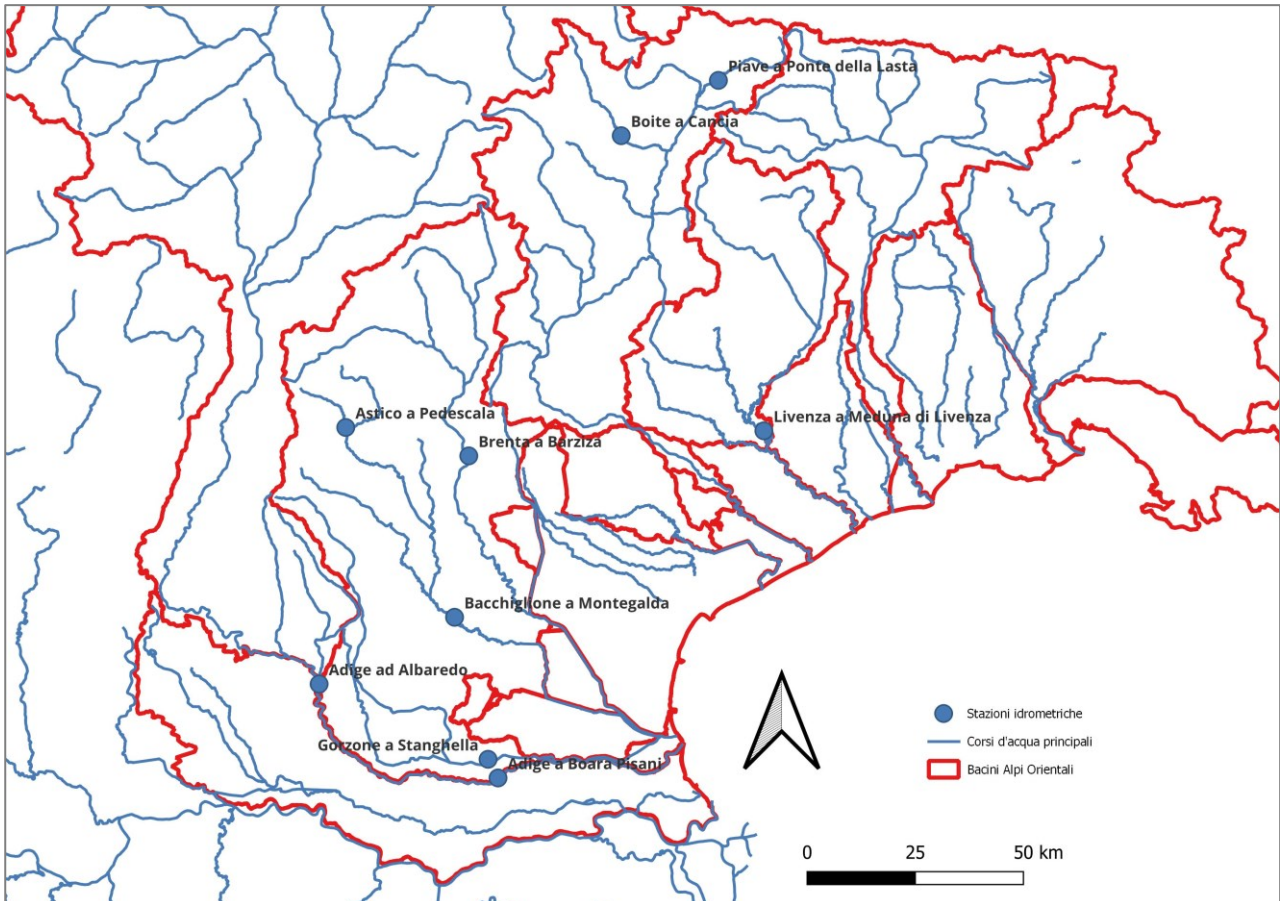 Piave a Ponte della Lasta
Boite a Cancia
Astico a Pedescala
Livenza a Meduna di Livenza
Brenta a Barziza
Bacchiglione a Montegalda
Adige ad Albaredo
Stazioni idrometriche
Corsi d'acqua principali
Gorzone a Stanghella
Adige a Boara Pisani
Bacini Alpi Orientali
0 25 50 km